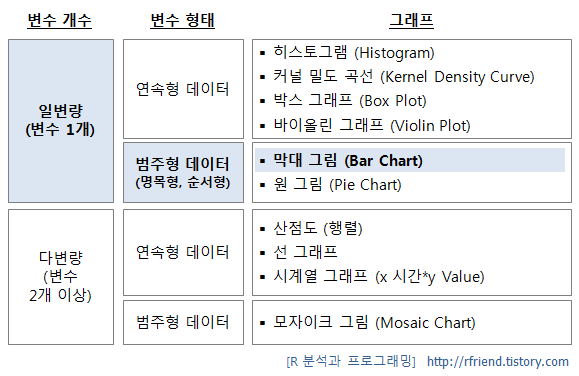 변수 개수 변수 형태 그래프
일변량
(변수 1개)
연속형 데이터
▪ 히스토그램 (Histogram)
▪ 커널 밀도 곡선 (Kernel Density Curve)
▪ 박스 그래프 (Box Plot)
▪ 바이올린 그래프 (Violin Plot)
범주형 데이터
(명목형, 순서형)
▪ 막대 그림 (Bar Chart)
▪ 원 그림 (Pie Chart)
다변량
(변수
2개 이상)
연속형 데이터
▪ 산점도 (행렬)
▪ 선 그래프
▪ 시계열 그래프 (x 시간*y Value)
범주형 데이터
▪ 모자이크 그림 (Mosaic Chart)
[R 분석과 프로그래밍] http://rfriend.tistory.com